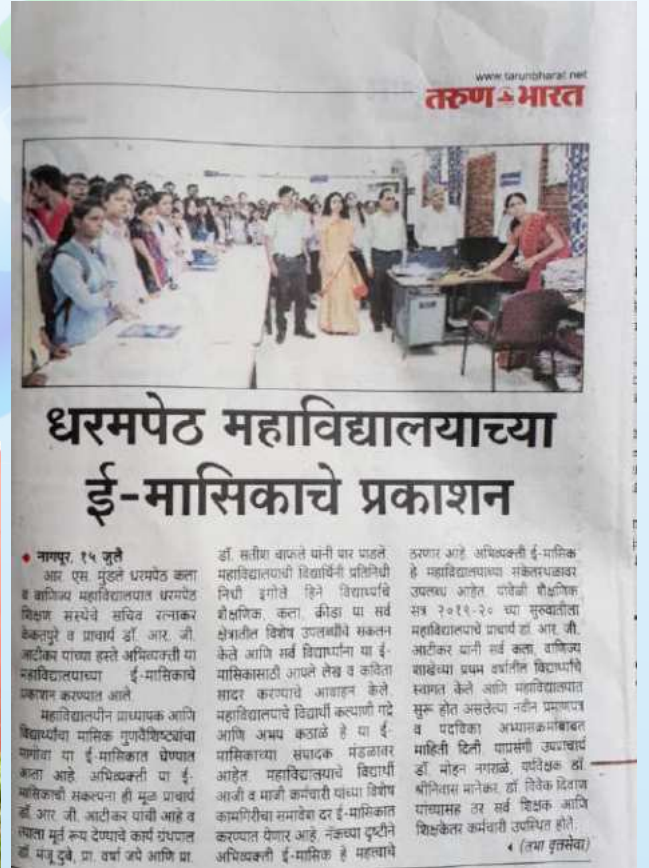 www.tarunbharat.net
तरुण भारत
धरमपेठ महाविद्यालयाच्या
ई-मासिकाचे प्रकाशन
नागपूर, १५ जुलै
आर. एस. मुंडले धरमपेठ कला
व वाणिज्य महाविद्यालयात धरमपेठ
शिक्षण संस्थेचे सचिव रत्नाकर
केकतपुरे व प्राचार्य डॉ. आर. जी.
आटीकर यांच्या हस्ते अभिव्यक्ती या
महाविद्यालयाच्या ई-मासिकाचे
प्रकाशन करण्यात आले.
महाविद्यालयीन प्राध्यापक आणि
विद्यार्थ्यांचा मासिक गुणवैशिष्ट्यांचा
मागोवा या ई-मासिकात घेण्यात
आला आहे. अभिव्यक्ती या ई-
मासिकाची संकल्पना ही मूळ प्राचार्य
डॉ. आर. जी. आटीकर यांची आहे व
त्याला मूर्त रूप देण्याचे कार्य ग्रंथपाल
डॉ. मंजू दुबे, प्रा. वर्षा जपे आणि प्रा.
डॉ. सतीश चाफले यांनी पार पाडले.
महाविद्यालयाची विद्यार्थिनी प्रतिनिधी
निधी इंगोले हिने विद्यार्थ्यांचे
शैक्षणिक, कला, क्रीडा या सर्व
क्षेत्रातील विशेष उपलब्धींचे संकलन
केले आणि सर्व विद्यार्थ्यांना या ई-
मासिकासाठी आपले लेख व कविता
सादर करण्याचे आवाहन केले.
महाविद्यालयाचे विद्यार्थी कल्याणी गदे
आणि अभय कठाळे हे या ई-
मासिकाच्या संपादक मंडळावर
आहेत. महाविद्यालयाचे विद्यार्थी
आजी व माजी कर्मचारी यांच्या विशेष
कामगिरीचा समावेश दर ई-मासिकात
करण्यात येणार आहे. नॅकच्या दृष्टीने
अभिव्यक्ती ई-मासिक हे महत्त्वाचे
ठरणार आहे. अभिव्यक्ती ई-मासिक
हे महाविद्यालयाच्या संकेतस्थळावर
उपलब्ध आहेत. यावेळी शैक्षणिक
सत्र २०१९-२० च्या सुरुवातीला
महाविद्यालयाचे प्राचार्य डॉ. आर. जी.
आटीकर यांनी सर्व कला, वाणिज्य
शाखेच्या प्रथम वर्षातील विद्यार्थ्यांचे
स्वागत केले आणि महाविद्यालयात
सुरू होत असलेल्या नवीन प्रमाणपत्र
व पदविका अभ्यासक्रमांबाबत
माहिती दिली. याप्रसंगी उपप्राचार्य
डॉ. मोहन नगराळे, पर्यवेक्षक डॉ.
श्रीनिवास मानेकर, डॉ. विवेक दिवाण
यांच्यासह इतर सर्व शिक्षक आणि
शिक्षकेतर कर्मचारी उपस्थित होते.
(तभा वृत्तसेवा)